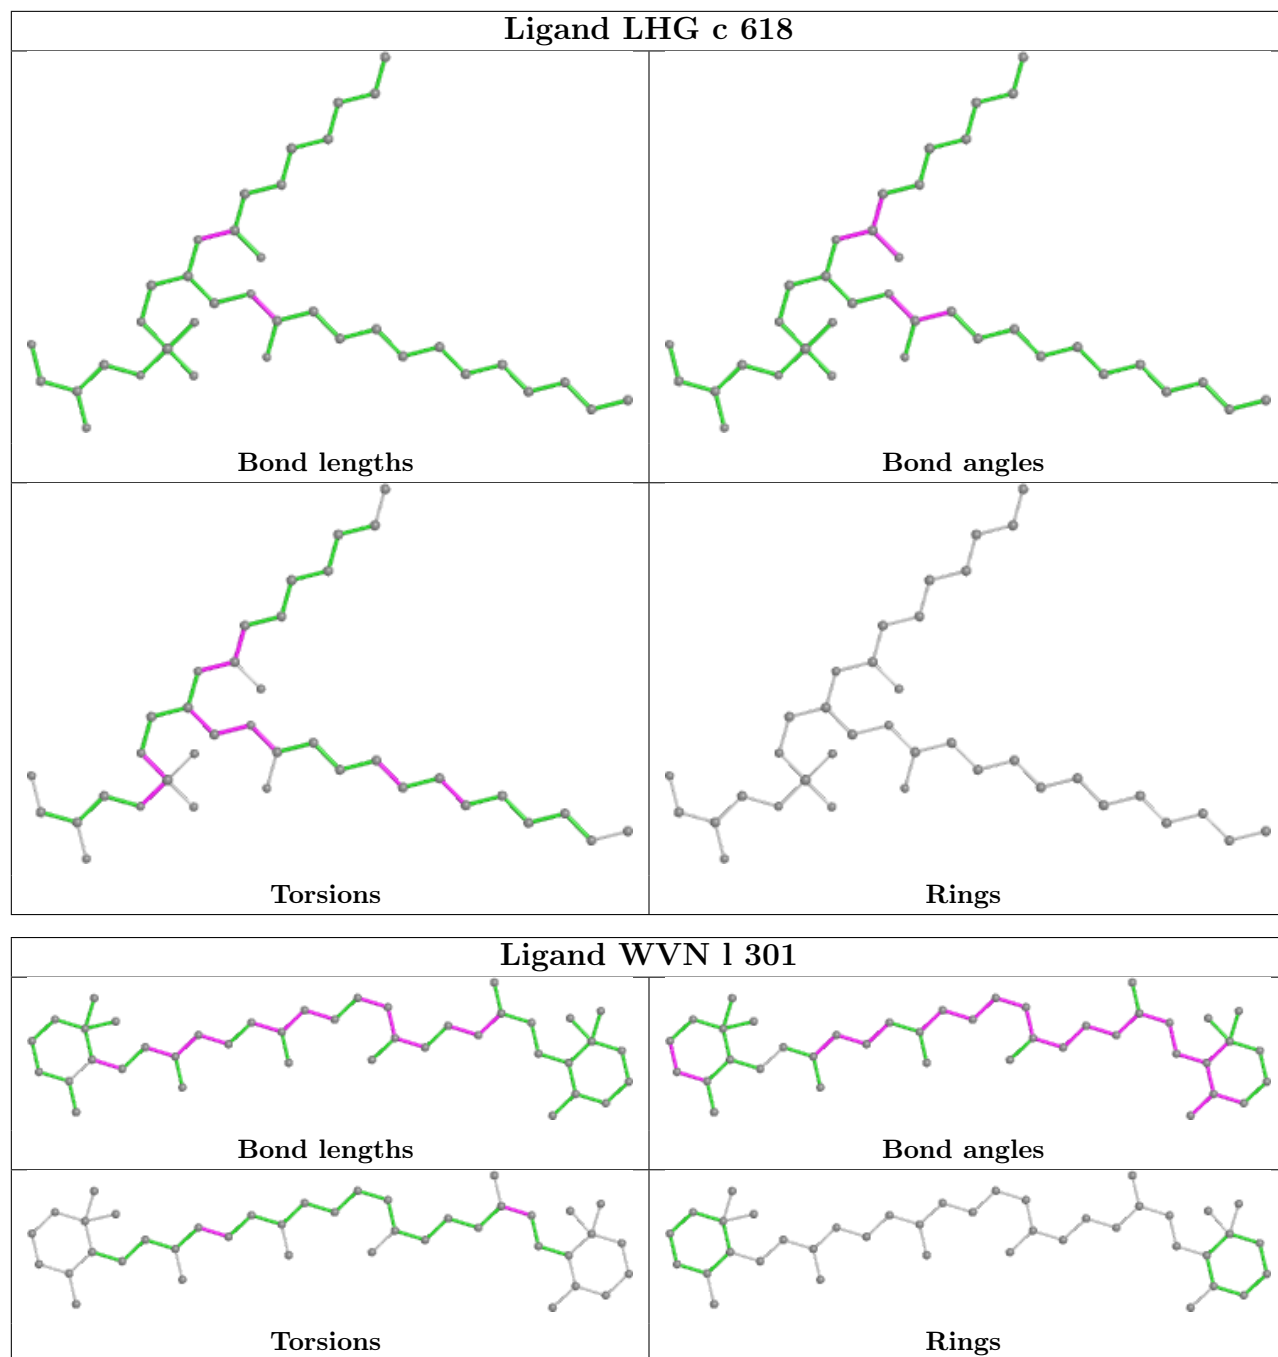 Ligand LHG c 618
Bond lengths
Bond angles
Torsions
Rings
Ligand WVN l 301
Bond lengths
Bond angles
Torsions
Rings